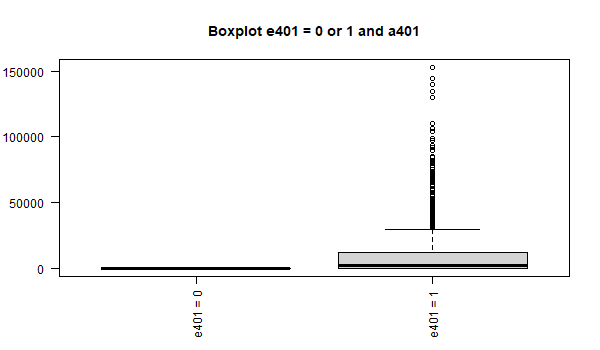 Boxplot e401 = 0 or 1 and a401
150000
100000
50000
0
e401 = 0
e401 = 1